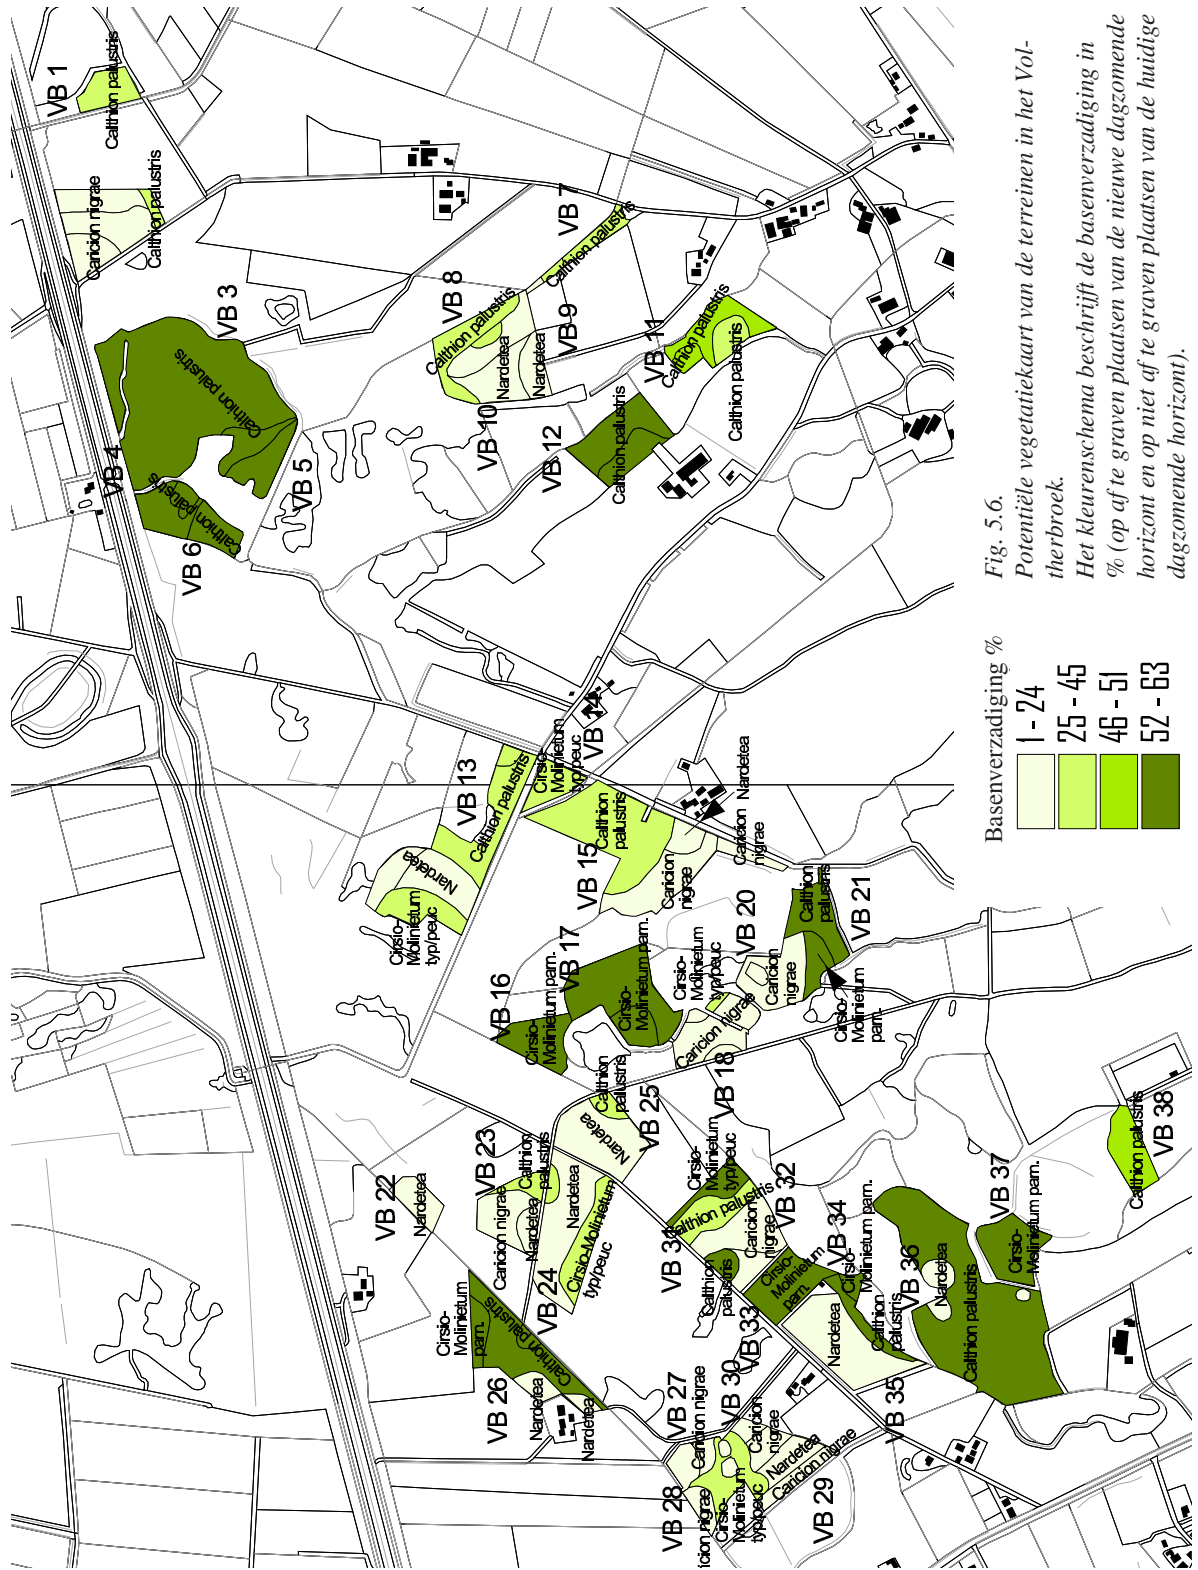 VB 1
Calthion palustris
Caricion nigrae
Calthion palustris
VB 3
VB 4
Calthion palustris
Calthion palustris
Calthion palustris
Calthion palustris
VB 5
VB 6
VB 7
Calthion palustris
VB 8
Calthion palustris
Nardetea
Nardetea
VB 9
VB 10
VB 11
Calthion palustris
Calthion palustris
VB 12
Calthion palustris
VB 13
Calthion palustris
Nardetea
Cirsio-
Molinietum
typ/peuc
VB 14
Cirsio-
Molinietum
typ/peuc
VB 15
Calthion
palustris
Caricion
nigrae
Nardetea
Caricion
nigrae
VB 16
Cirsio-
Molinietum pam.
VB 17
Cirsio-
Molinietum pam.
Cirsio-
Molinietum
typ/peuc
VB 18
Caricion nigrae
VB 20
Caricion
nigrae
VB 21
Calthion
palustris
Cirsio-
Molinietum
pam.
VB 22
Nardetea
VB 23
Caricion nigrae
Calthion
palustris
Nardetea
VB 24
Nardetea
Cirsio-Molinietum
typ/peuc
VB 25
Calthion
palustris
Nardetea
VB 26
Cirsio-
Molinietum
pam.
Calthion palustris
Nardetea
Nardetea
VB 27
Caricion nigrae
VB 28
ricion nigrae
Cirsio-
Molinietum
typ/peuc
VB 29
Caricion nigrae
Nardetea
VB 30
Caricion
nigrae
VB 31
Cirsio-
Molinietum
typ/peuc
Calthion palustris
Caricion
nigrae
Calthion
palustris
VB 32
VB 33
Cirsio-
Molinietum
pam.
VB 34
Cirsio-
Molinietum pam.
Nardetea
Calthion
palustris
VB 35
VB 36
Nardetea
Calthion palustris
VB 37
Cirsio-
Molinietum pam.
VB 38
Calthion palustris
Basenverzadiging %
1 - 24
25 - 45
46 - 51
52 - 63
Fig. 5.6.
Potentiële vegetatiekaart van de terreinen in het Vol-
therbroek.
Het kleurenschema beschrijft de basenverzadiging in
% (op af te graven plaatsen van de nieuwe dagzomende
horizont en op niet af te graven plaatsen van de huidige
dagzomende horizont).